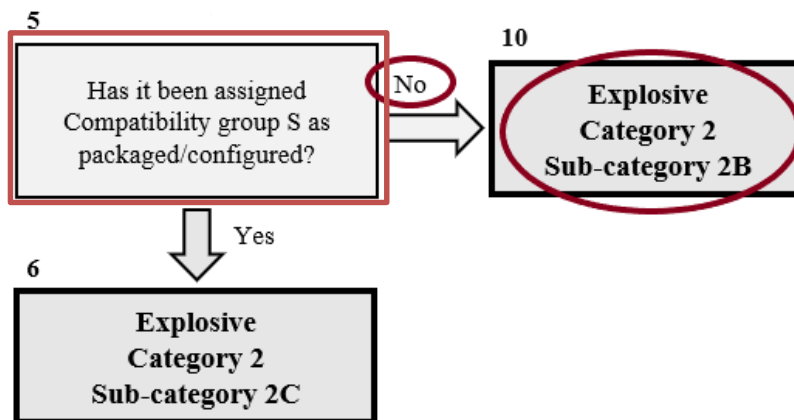 5
Has it been assigned
Compatibility group S as
packaged/configured?
No
10
Explosive
Category 2
Sub-category 2B
Yes
6
Explosive
Category 2
Sub-category 2C